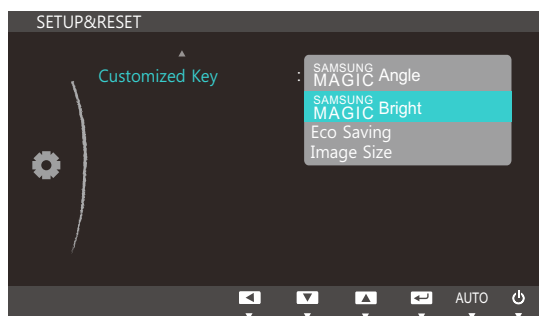 SETUP&RESET
Customized Key : SAMSUNG MAGIC Angle
SAMSUNG MAGIC Bright
Eco Saving
Image Size
AUTO